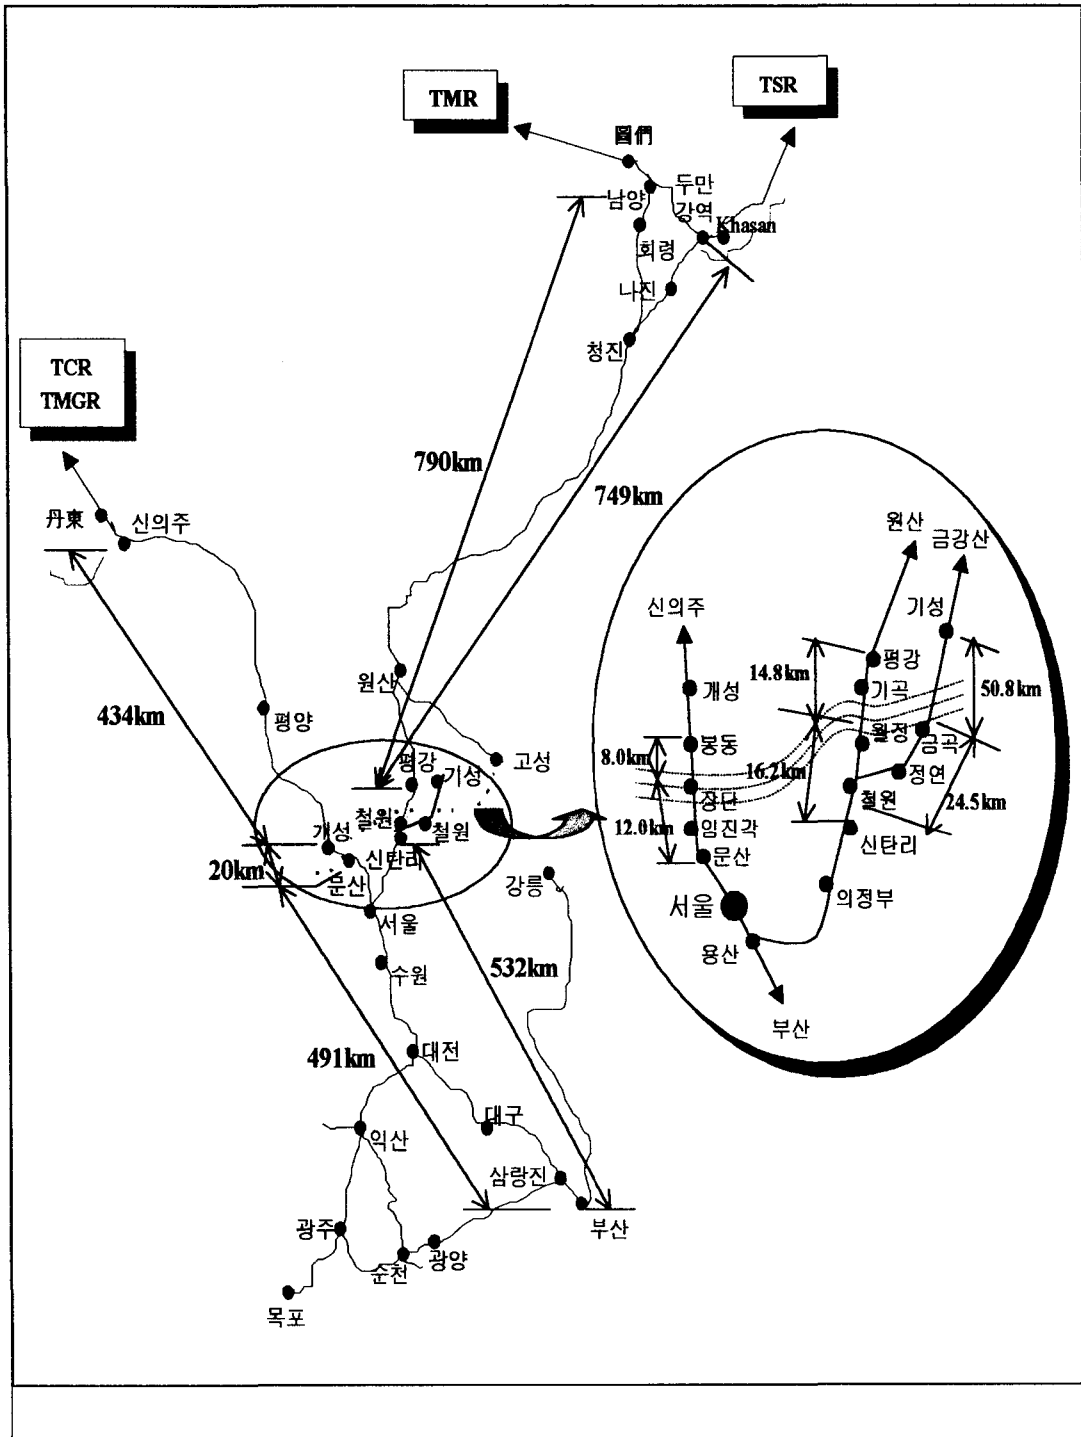 TMR
TSR
圖們
남양
두만
강역
Khasan
회령
나진
청진
TCR
TMGR
790km
749km
丹東
신의주
434km
평양
원산
고성
평강
기성
철원
철원
개성
신탄리
문산
20km
서울
강릉
수원
532km
491km
대전
대구
익산
삼랑진
부산
광주
순천
광양
목포
원산
금강산
신의주
기성
14.8km
평강
50.8km
개성
기곡
봉동
월정
금곡
8.0km
16.2km
정연
장단
철원
24.5km
12.0km
임진각
신탄리
문산
의정부
서울
용산
부산